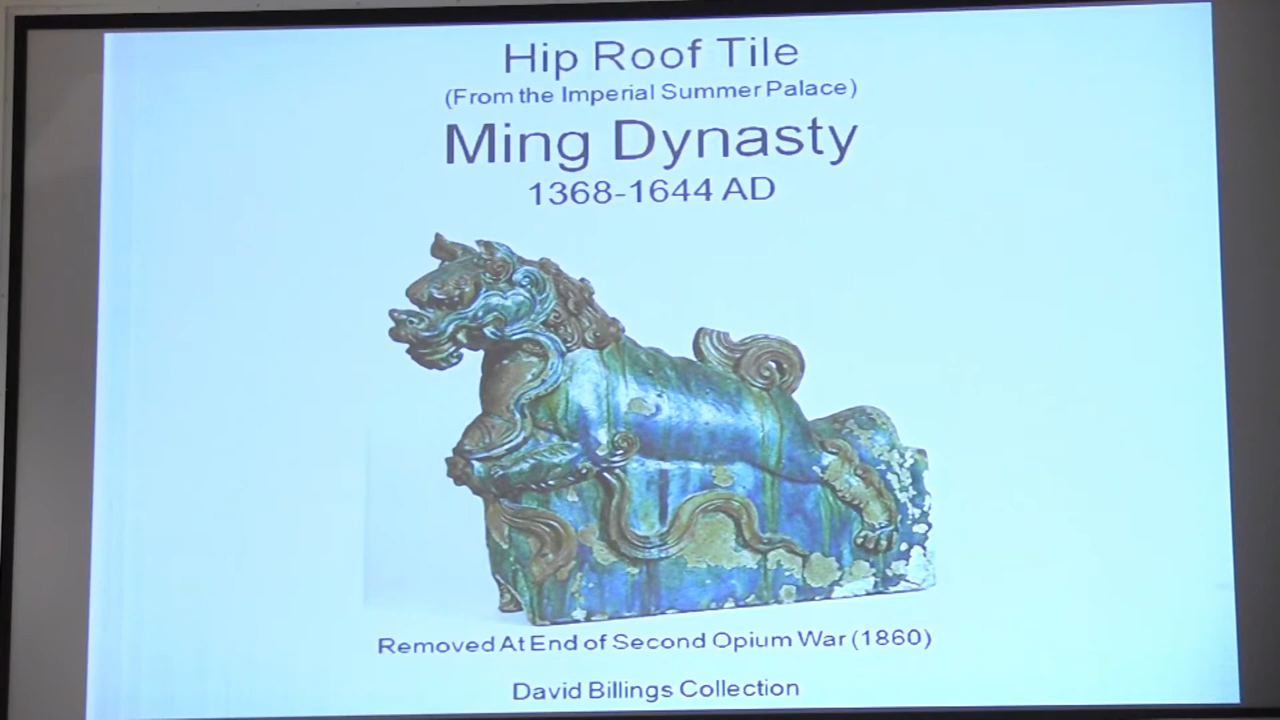 Hip Roof Tile
(From the Imperial Summer Palace)
Ming Dynasty
1368-1644 AD
Removed At End of Second Opium War (1860)
David Billings Collection